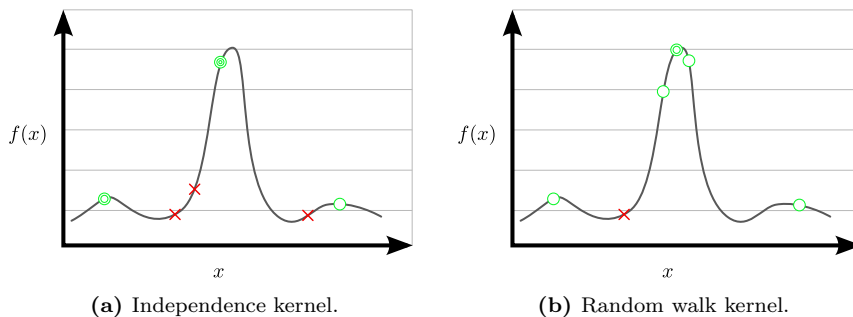 f(x)
x
(a) Independence kernel.
f(x)
x
(b) Random walk kernel.